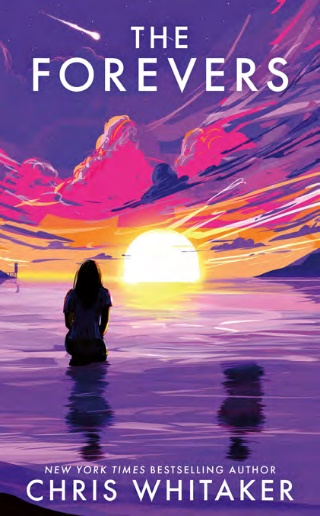 THE
FOREVERS
NEW YORK TIMES BESTSELLING AUTHOR
CHRIS WHITAKER